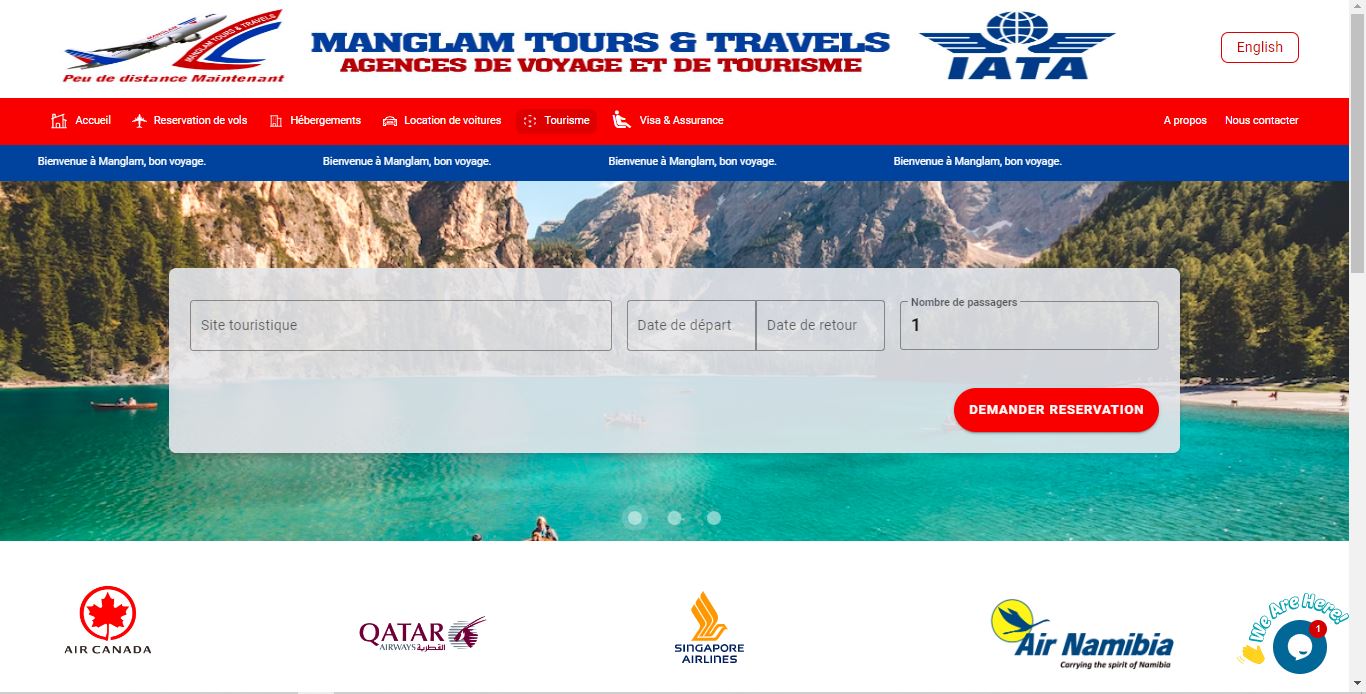 MANGLAM
MANGLAM TOURS & TRAVELS
Peu de distance Maintenant
MANGLAM TOURS & TRAVELS
AGENCES DE VOYAGE ET DE TOURISME
IATA
English
Accueil
Reservation de vols
Hébergements
Location de voitures
Tourisme
Visa & Assurance
A propos
Nous contacter
Bienvenue à Manglam, bon voyage.
Bienvenue à Manglam, bon voyage.
Bienvenue à Manglam, bon voyage.
Bienvenue à Manglam, bon voyage.
Site touristique
Date de départ
Date de retour
Nombre de passagers
1
DEMANDER RESERVATION
AIR CANADA
QATAR
AIRWAYS القطرية
SINGAPORE
AIRLINES
Air Namibia
Carrying the spirit of Namibia
We Are Here!
1